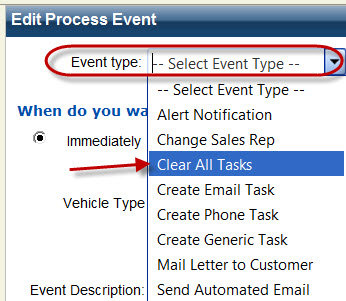 Edit Process Event
Event type: -- Select Event Type --
-- Select Event Type --
When do you wa
Alert Notification
Immediately
Change Sales Rep
Clear All Tasks
Create Email Task
Vehicle Type
Create Phone Task
Create Generic Task
Mail Letter to Customer
Event Description: Send Automated Email